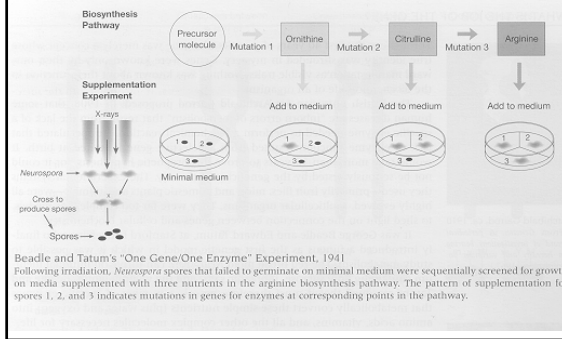 Biosynthesis
Pathway
Precursor
molecule
Mutation 1
Ornithine
Mutation 2
Citrulline
Mutation 3
Arginine
Supplementation
Experiment
X-rays
Add to medium
Add to medium
Add to medium
1
2
3
1
2
3
1
2
3
1
2
3
Neurospora
Minimal medium
Cross to
produce spores
x
Spores
Beadle and Tatum's "One Gene/One Enzyme" Experiment, 1941
Following irradiation, Neurospora spores that failed to germinate on minimal medium were sequentially screened for growt
on media supplemented with three nutrients in the arginine biosynthesis pathway. The pattern of supplementation fo
spores 1, 2, and 3 indicates mutations in genes for enzymes at corresponding points in the pathway.